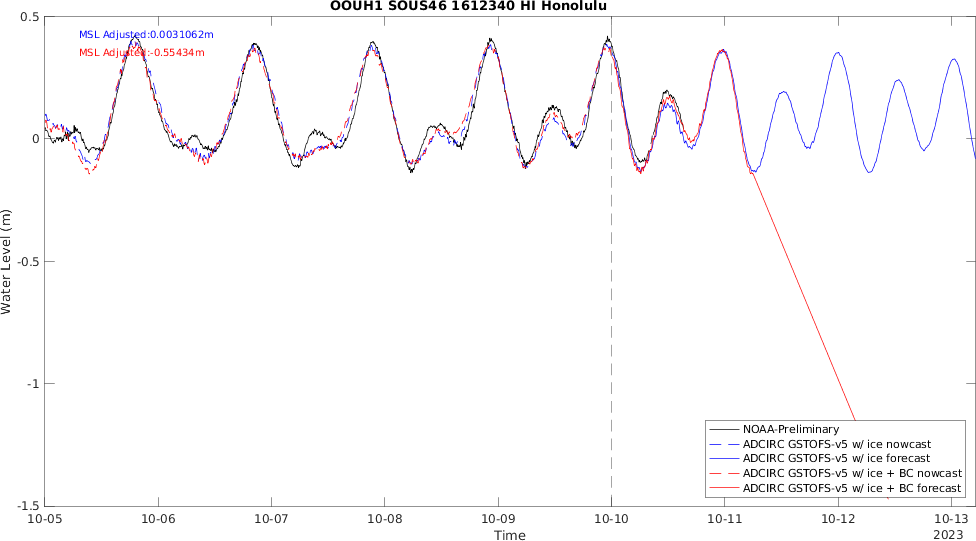 OOUH1 SOUS46 1612340 HI Honolulu
MSL Adjusted:0.0031062m
MSL Adjusted:-0.55434m
0.5
0
-0.5
-1
-1.5
Water Level (m)
NOAA-Preliminary
ADCIRC GSTOFS-v5 w/ ice nowcast
ADCIRC GSTOFS-v5 w/ ice forecast
ADCIRC GSTOFS-v5 w/ ice + BC nowcast
ADCIRC GSTOFS-v5 w/ ice + BC forecast
10-05 10-06 10-07 10-08 10-09 10-10 10-11 10-12 10-13
Time
2023